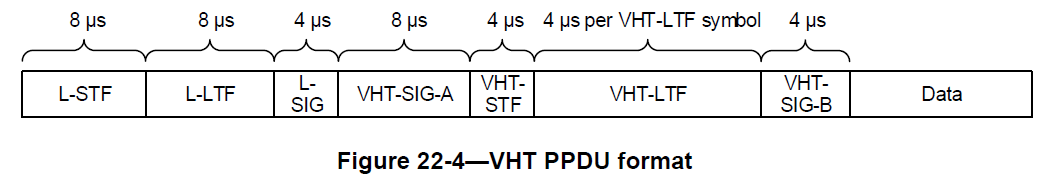 8 µs 8 µs 4 µs 8 µs 4 µs 4 µs per VHT-LTF symbol 4 µs
L-STF L-LTF L-SIG VHT-SIG-A VHT-STF VHT-LTF VHT-SIG-B Data
Figure 22-4—VHT PPDU format